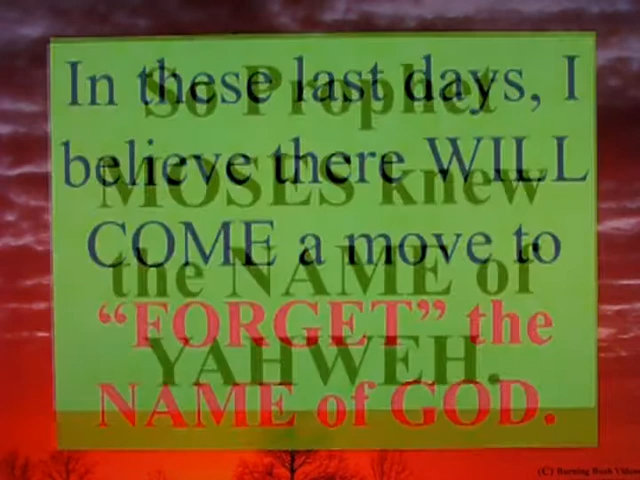 In these last days, I
believe there WILL
COME a move to
“FORGET” the
NAME of GOD.
So Prophet
MOSES knew
the NAME of
YAHWEH.
(C) Burning Bush Video